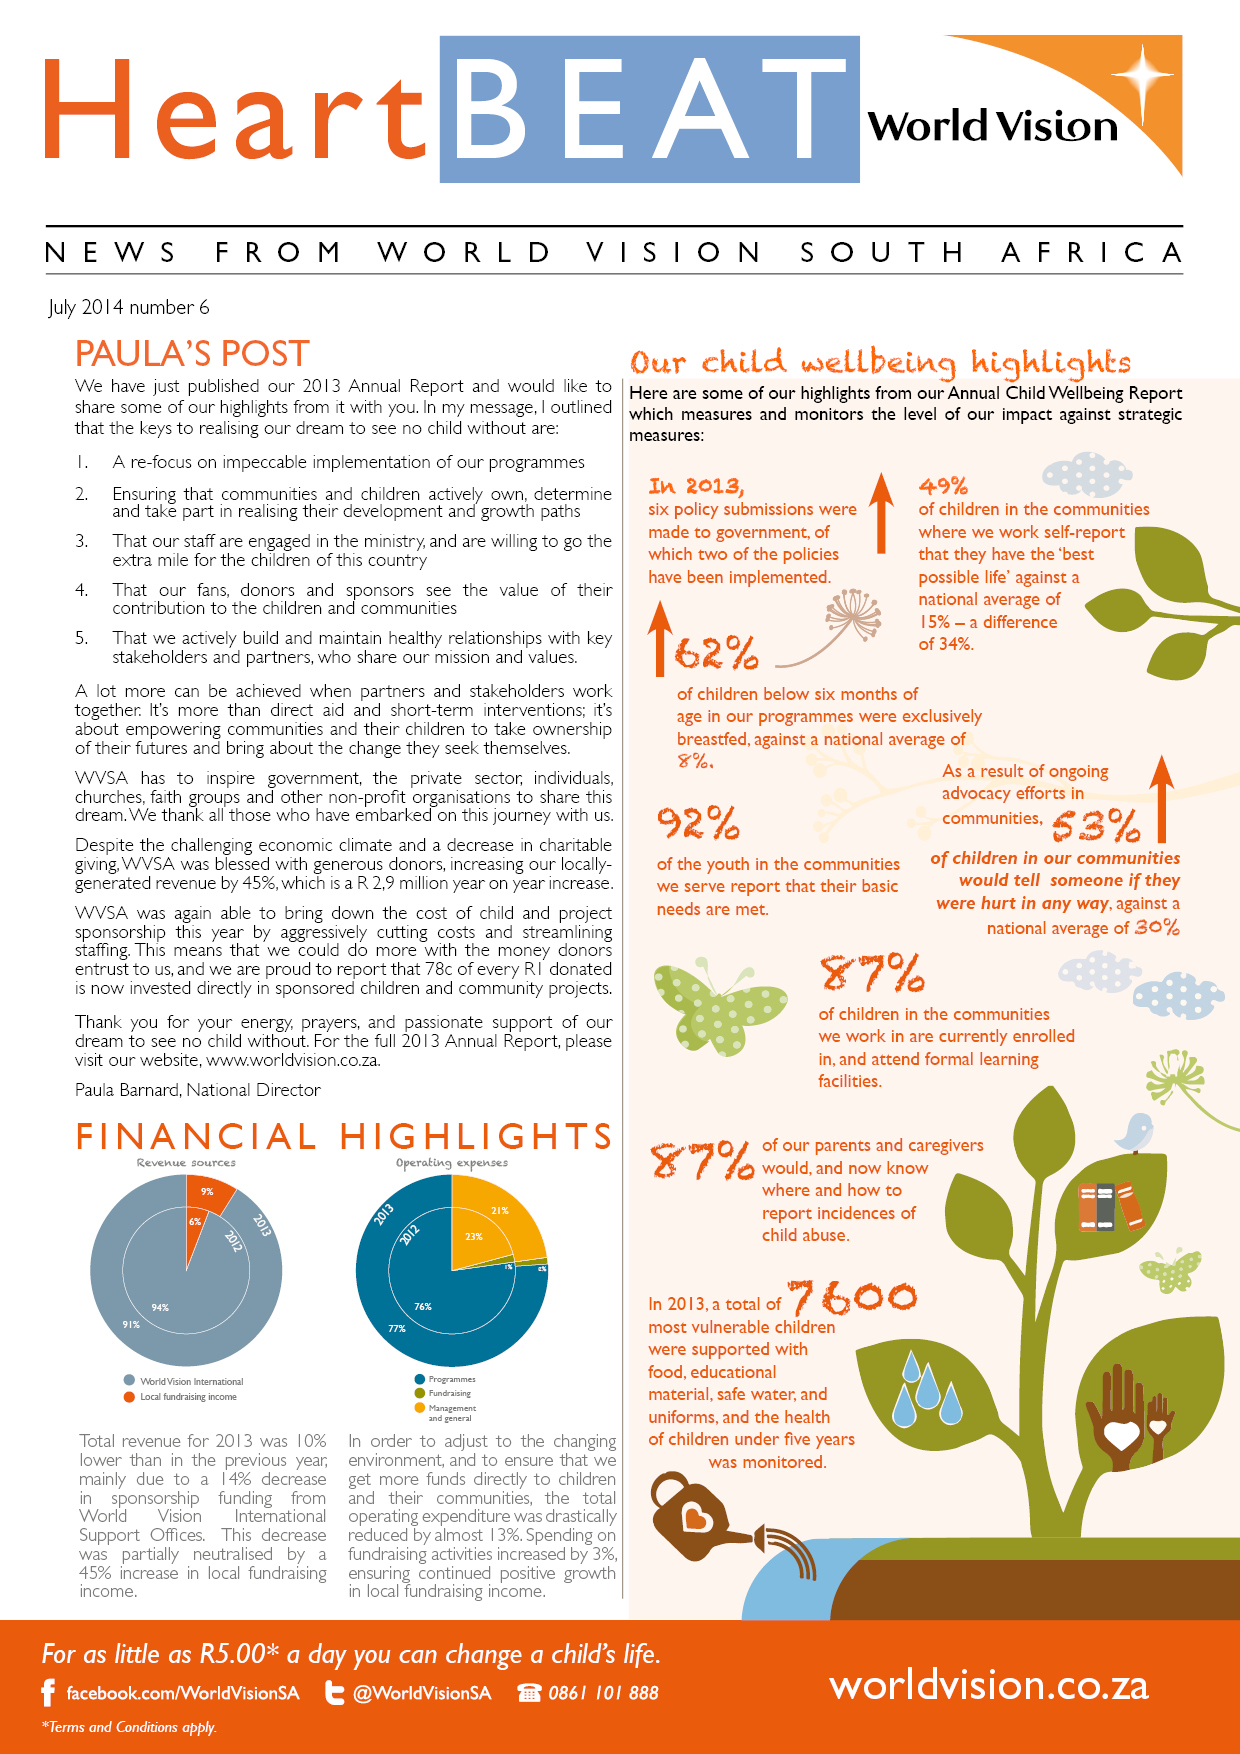 HeartBEAT
World Vision
NEWS FROM WORLD VISION SOUTH AFRICA
July 2014 number 6
PAULA'S POST
We have just published our 2013 Annual Report and would like to
share some of our highlights from it with you. In my message, I outlined
that the keys to realising our dream to see no child without are:
1. A re-focus on impeccable implementation of our programmes
2. Ensuring that communities and children actively own, determine
and take part in realising their development and growth paths
3. That our staff are engaged in the ministry, and are willing to go the
extra mile for the children of this country
4. That our fans, donors and sponsors see the value of their
contribution to the children and communities
5. That we actively build and maintain healthy relationships with key
stakeholders and partners, who share our mission and values.
A lot more can be achieved when partners and stakeholders work
together. It's more than direct aid and short-term interventions; it's
about empowering communities and their children to take ownership
of their futures and bring about the change they seek themselves.
WVSA has to inspire government, the private sector, individuals,
churches, faith groups and other non-profit organisations to share this
dream. We thank all those who have embarked on this journey with us.
Despite the challenging economic climate and a decrease in charitable
giving, WVSA was blessed with generous donors, increasing our locally-
generated revenue by 45%, which is a R 2,9 million year on year increase.
WVSA was again able to bring down the cost of child and project
sponsorship this year by aggressively cutting costs and streamlining
staffing. This means that we could do more with the money donors
entrust to us, and we are proud to report that 78c of every R1 donated
is now invested directly in sponsored children and community projects.
Thank you for your energy, prayers, and passionate support of our
dream to see no child without. For the full 2013 Annual Report, please
visit our website, www.worldvision.co.za.
Paula Barnard, National Director
FINANCIAL HIGHLIGHTS
Revenue sources
9%
6%
2013
2012
94%
91%
World Vision International
Local fundraising income
Operating expenses
2013
2012
21%
23%
1%
2%
76%
77%
Programmes
Fundraising
Management
and general
Total revenue for 2013 was 10%
lower than in the previous year,
mainly due to a 14% decrease
in sponsorship funding from
World Vision International
Support Offices. This decrease
was partially neutralised by a
45% increase in local fundraising
income.
In order to adjust to the changing
environment, and to ensure that we
get more funds directly to children
and their communities, the total
operating expenditure was drastically
reduced by almost 13%. Spending on
fundraising activities increased by 3%,
ensuring continued positive growth
in local fundraising income.
Our child wellbeing highlights
Here are some of our highlights from our Annual Child Wellbeing Report
which measures and monitors the level of our impact against strategic
measures:
In 2013,
six policy submissions were
made to government, of
which two of the policies
have been implemented.
49%
of children in the communities
where we work self-report
that they have the 'best
possible life' against a
national average of
15% – a difference
of 34%.
62%
of children below six months of
age in our programmes were exclusively
breastfed, against a national average of
8%.
92%
of the youth in the communities
we serve report that their basic
needs are met.
As a result of ongoing
advocacy efforts in
communities, 53%
of children in our communities
would tell someone if they
were hurt in any way, against a
national average of 30%
87%
of children in the communities
we work in are currently enrolled
in, and attend formal learning
facilities.
87%
of our parents and caregivers
would, and now know
where and how to
report incidences of
child abuse.
In 2013, a total of 7600
most vulnerable children
were supported with
food, educational
material, safe water, and
uniforms, and the health
of children under five years
was monitored.
For as little as R5.00* a day you can change a child's life.
facebook.com/WorldVisionSA @WorldVisionSA 0861 101 888
*Terms and Conditions apply.
worldvision.co.za